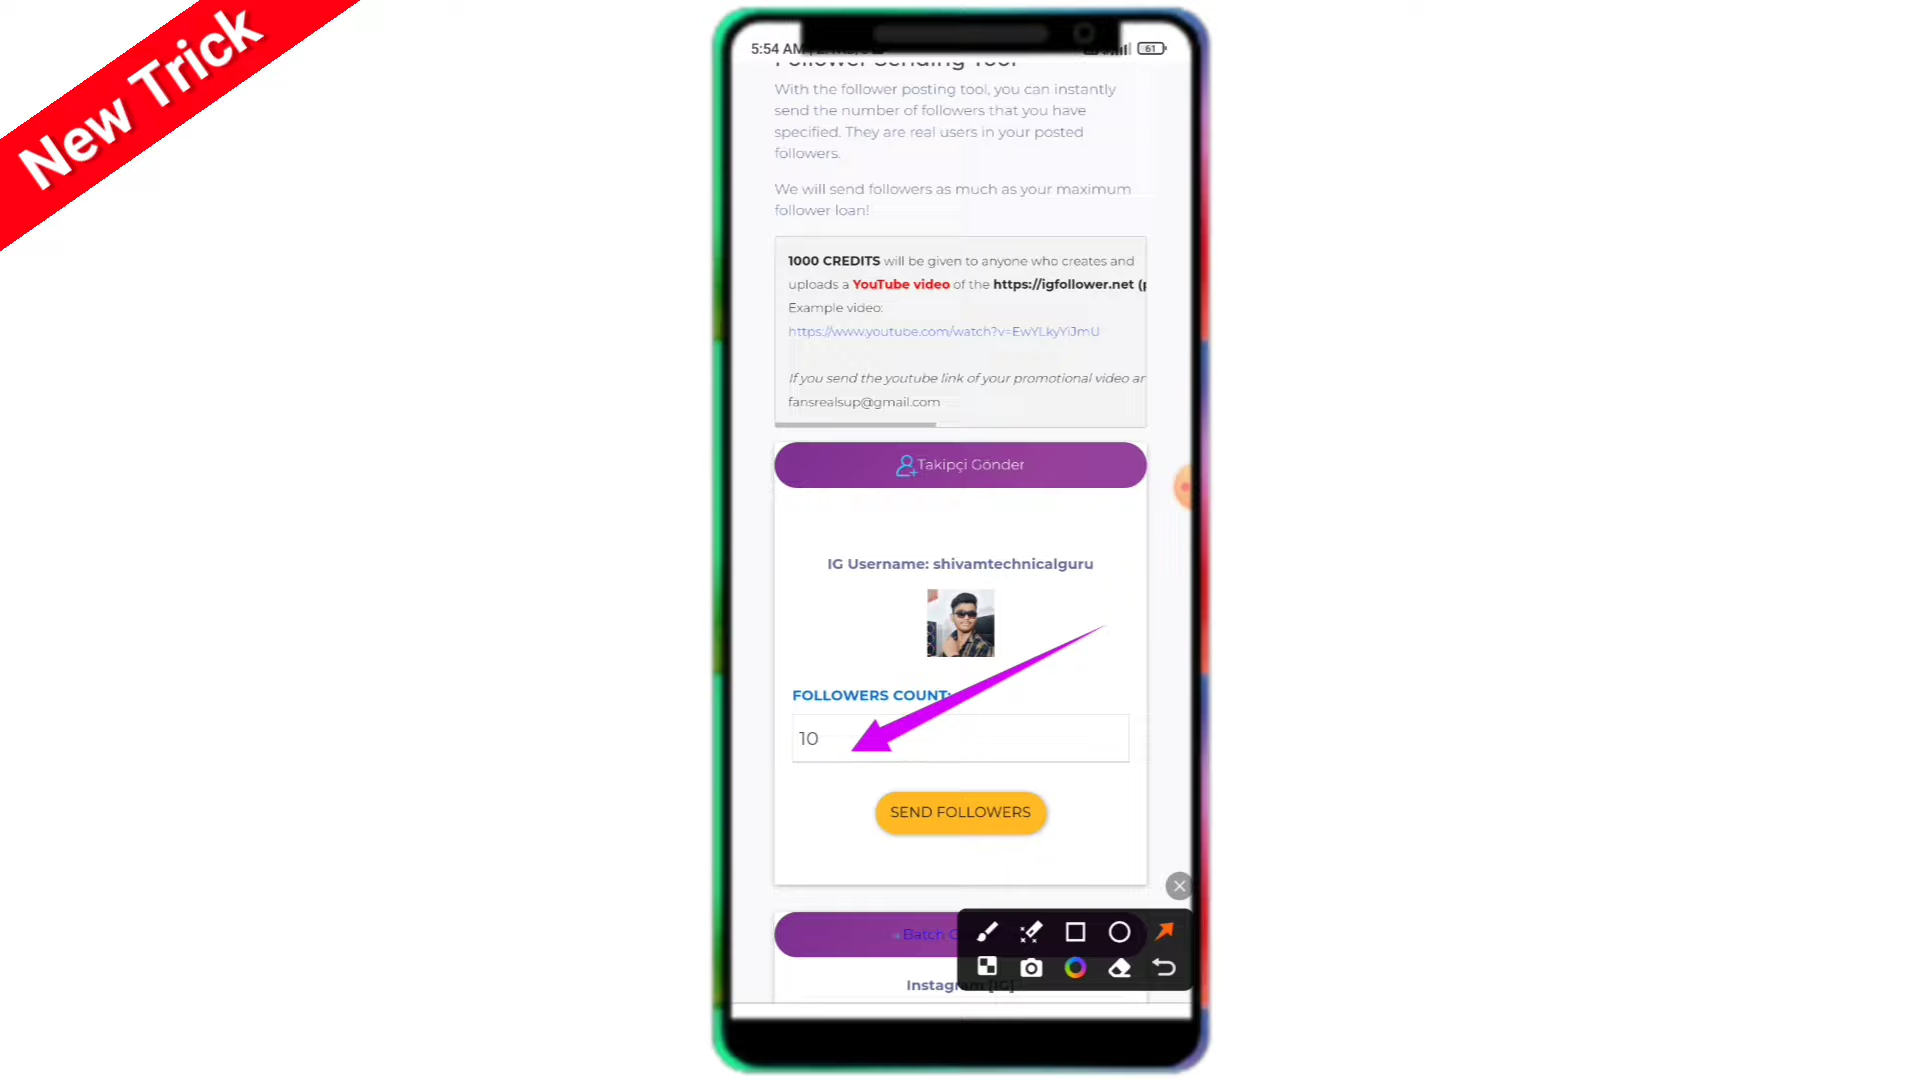 New Trick
5:54 AM
61
Follower Sending Tool
With the follower posting tool, you can instantly
send the number of followers that you have
specified. They are real users in your posted
followers.
We will send followers as much as your maximum
follower loan!
1000 CREDITS will be given to anyone who creates and
uploads a YouTube video of the https://igfollower.net (p
Example video:
https://www.youtube.com/watch?v=EwYLkyYiJmU
If you send the youtube link of your promotional video ar
fansrealsup@gmail.com
Takipçi Gönder
IG Username: shivamtechnicalguru
FOLLOWERS COUNT:
10
SEND FOLLOWERS
Batch
Instagram [IG]